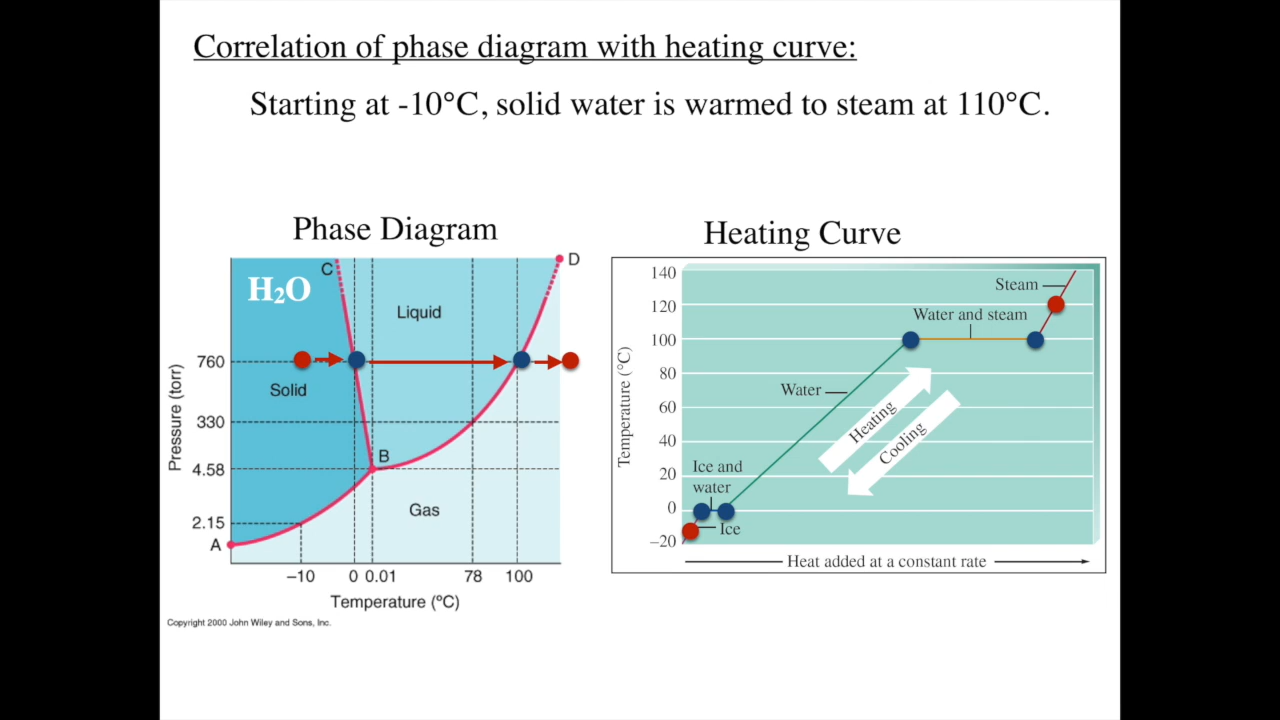 Correlation of phase diagram with heating curve:
Starting at -10°C, solid water is warmed to steam at 110°C.
Phase Diagram
C
D
H₂O
Liquid
760
Solid
Pressure (torr)
330
B
4.58
Gas
2.15
A
−10
0
0.01
78
100
Temperature (°C)
Copyright 2000 John Wiley and Sons, Inc.
Heating Curve
140
Steam
120
Water and steam
100
Temperature (°C)
80
Water
60
Heating
Cooling
40
20
Ice and
water
0
Ice
−20
Heat added at a constant rate